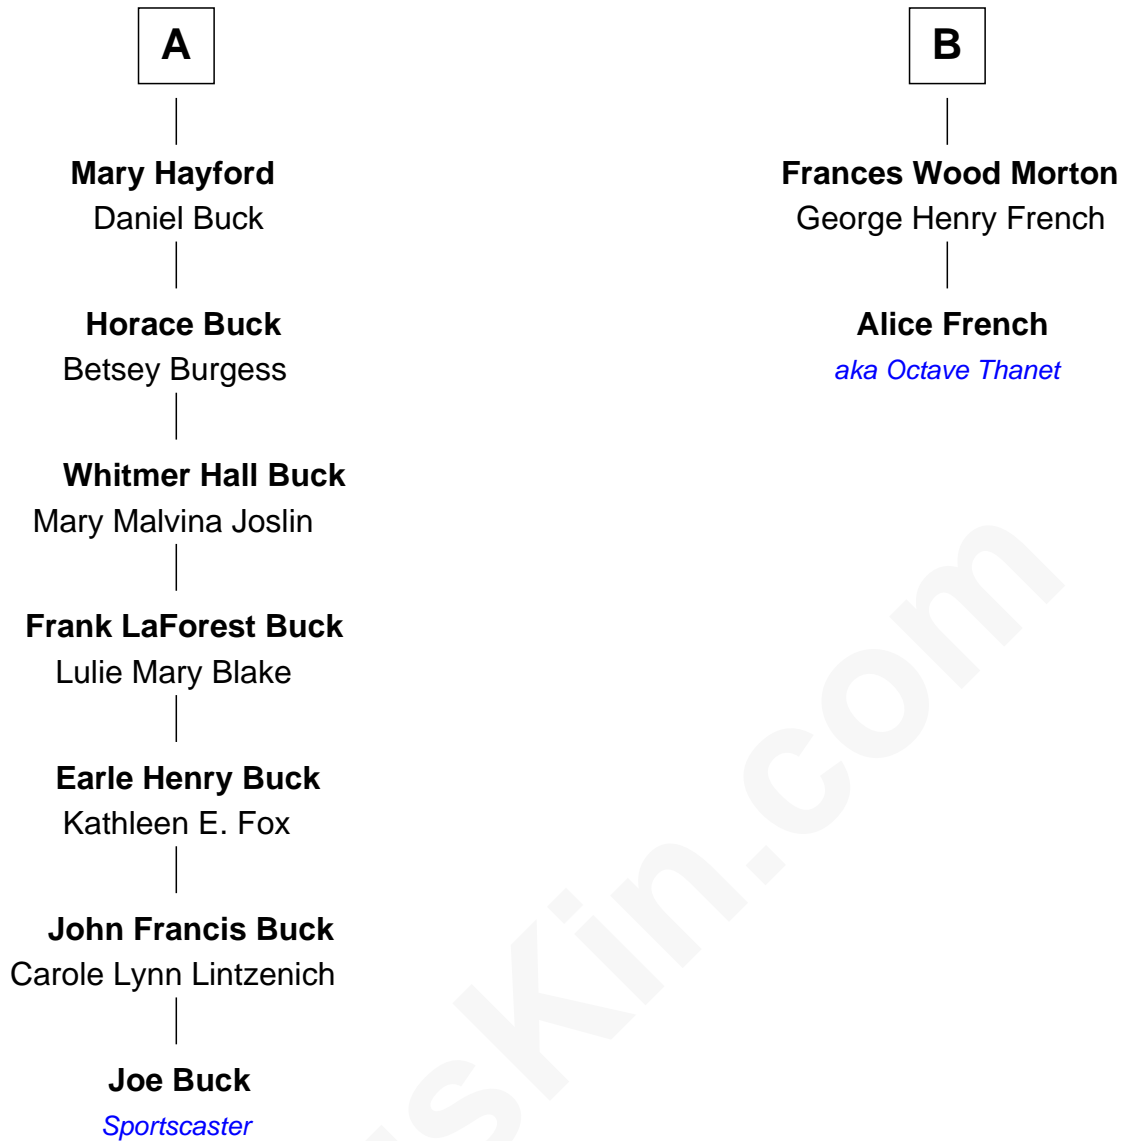 A
Mary Hayford
Daniel Buck
Horace Buck
Betsey Burgess
Whitmer Hall Buck
Mary Malvina Joslin
Frank LaForest Buck
Lulie Mary Blake
Earle Henry Buck
Kathleen E. Fox
John Francis Buck
Carole Lynn Lintzenich
Joe Buck
Sportscaster
B
Frances Wood Morton
George Henry French
Alice French
aka Octave Thanet
sKin.com